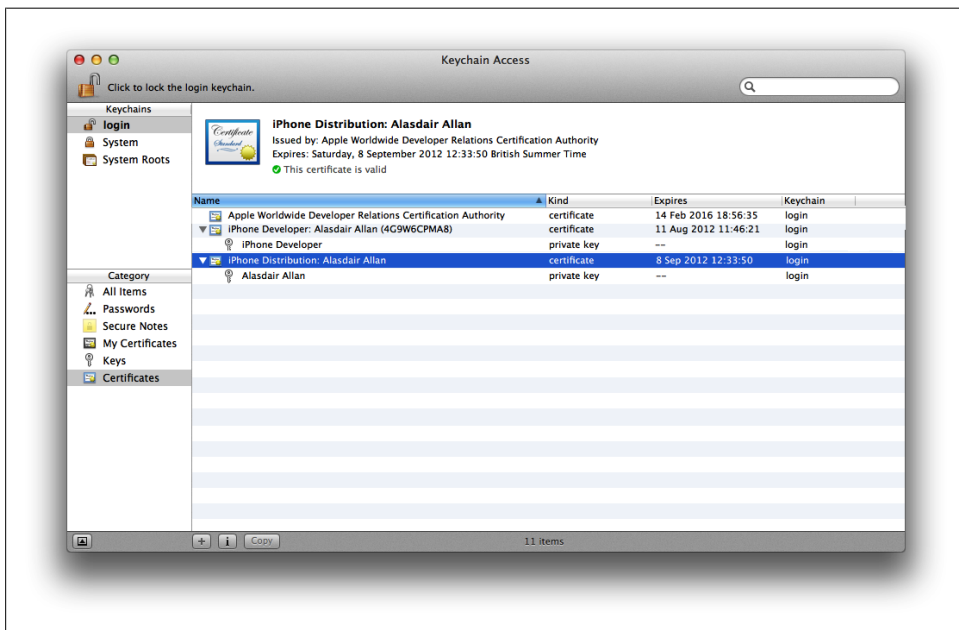 Keychain Access
Click to lock the login keychain.
Keychains
login
System
System Roots
Certificate
Standard
iPhone Distribution: Alasdair Allan
Issued by: Apple Worldwide Developer Relations Certification Authority
Expires: Saturday, 8 September 2012 12:33:50 British Summer Time
This certificate is valid
Name Kind Expires Keychain
Apple Worldwide Developer Relations Certification Authority certificate 14 Feb 2016 18:56:35 login
iPhone Developer: Alasdair Allan (4G9W6CPMA8) certificate 11 Aug 2012 11:46:21 login
iPhone Developer private key -- login
iPhone Distribution: Alasdair Allan certificate 8 Sep 2012 12:33:50 login
Alasdair Allan private key -- login
Category
All Items
Passwords
Secure Notes
My Certificates
Keys
Certificates
+ i Copy 11 items